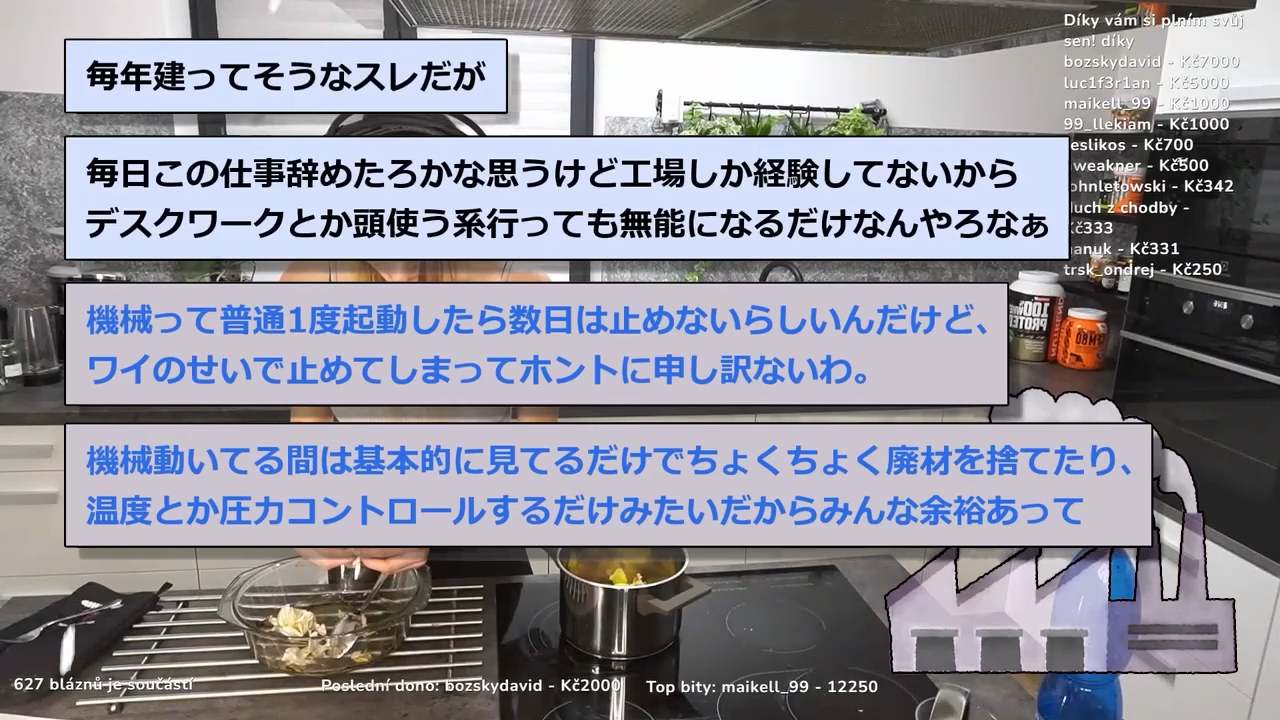 毎年建ってそうなスレだが
毎日この仕事辞めたろかな思うけど工場しか経験してないから
デスクワークとか頭使う系行っても無能になるだけなんやろなぁ
機械って普通1度起動したら数日は止めないらしいんだけど、
ワイのせいで止めてしまってホントに申し訳ないわ。
機械動いてる間は基本的に見てるだけでちょくちょく廃材を捨てたり、
温度とか圧力コントロールするだけみたいだからみんな余裕あって
Díky vám si plním svůj
sen! díky
bozskydavid - Kč7000
luc1f3r1an - Kč5000
maikell_99 - Kč1000
99_llekiam - Kč1000
eslikos - Kč700
weakner - Kč500
ohnletowski - Kč342
duch z chodby -
Kč333
anuk - Kč331
trsk_ondrej - Kč250
100%
PROTEIN
627 bláznů je součástí
Poslední dono: bozskydavid - Kč2000
Top bity: maikell_99 - 12250